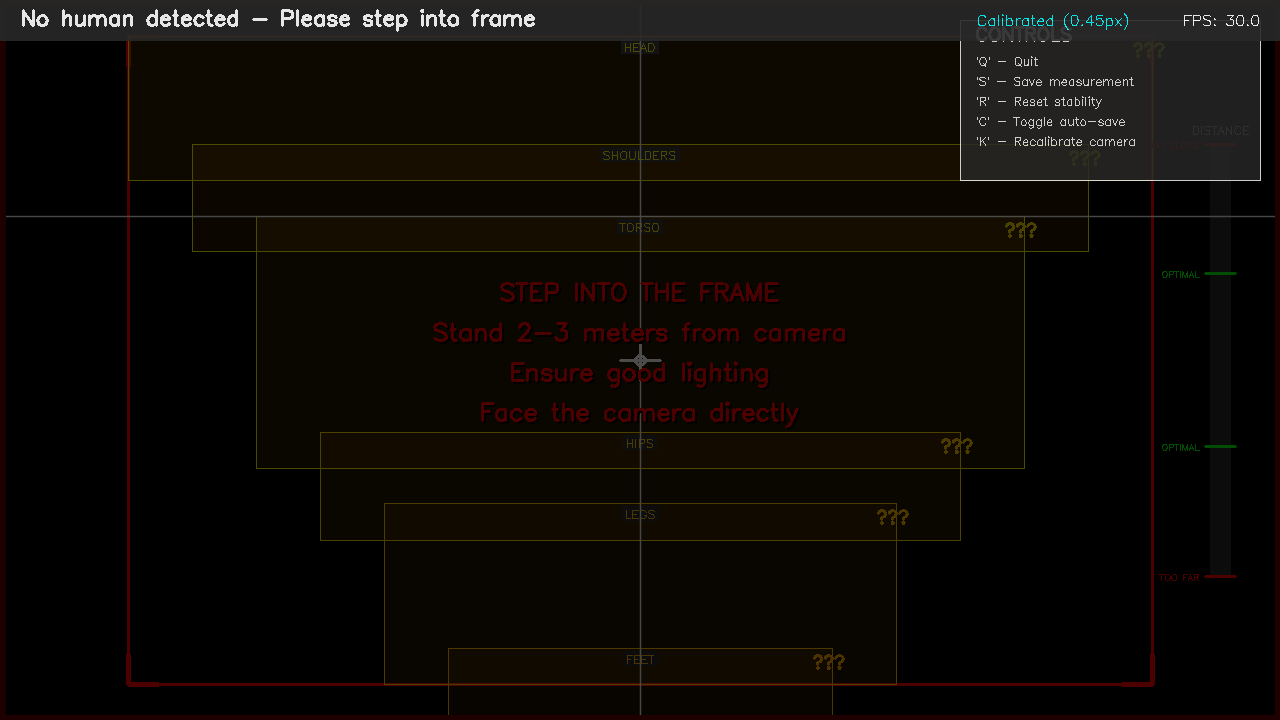 No human detected - Please step into frame
Calibrated (0.45px)
FPS: 30.0
CONTROLS
'Q' - Quit
'S' - Save measurement
'R' - Reset stability
'C' - Toggle auto-save
'K' - Recalibrate camera
HEAD
???
DISTANCE
SHOULDERS
???
TORSO
???
OPTIMAL
STEP INTO THE FRAME
Stand 2-3 meters from camera
Ensure good lighting
Face the camera directly
HIPS
???
OPTIMAL
LEGS
???
TOO FAR
FEET
???